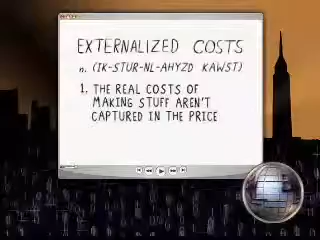 EXTERNALIZED COSTS
n. (IK-STUR-NL-AHYZD KAWST)
1. THE REAL COSTS OF
MAKING STUFF AREN'T
CAPTURED IN THE PRICE